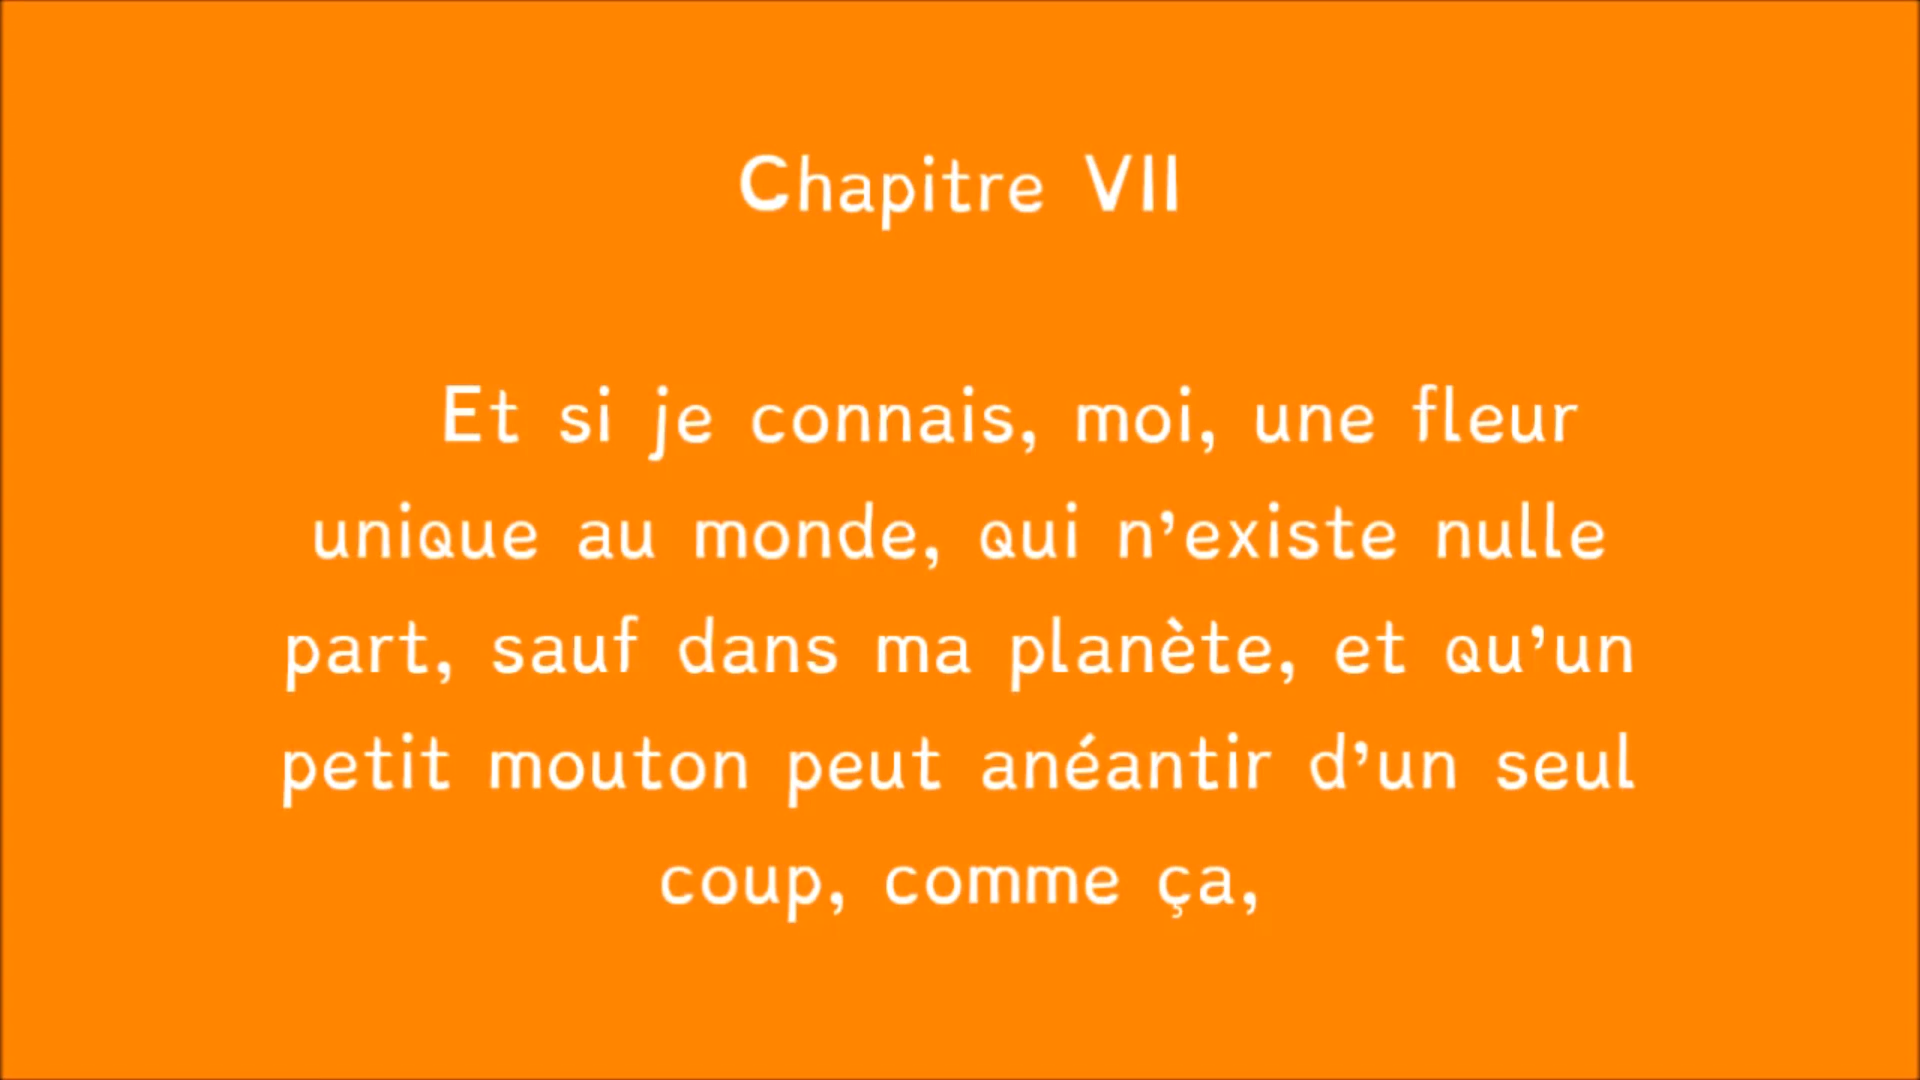 Chapitre VII
Et si je connais, moi, une fleur
unique au monde, qui n’existe nulle
part, sauf dans ma planète, et qu’un
petit mouton peut anéantir d’un seul
coup, comme ça,